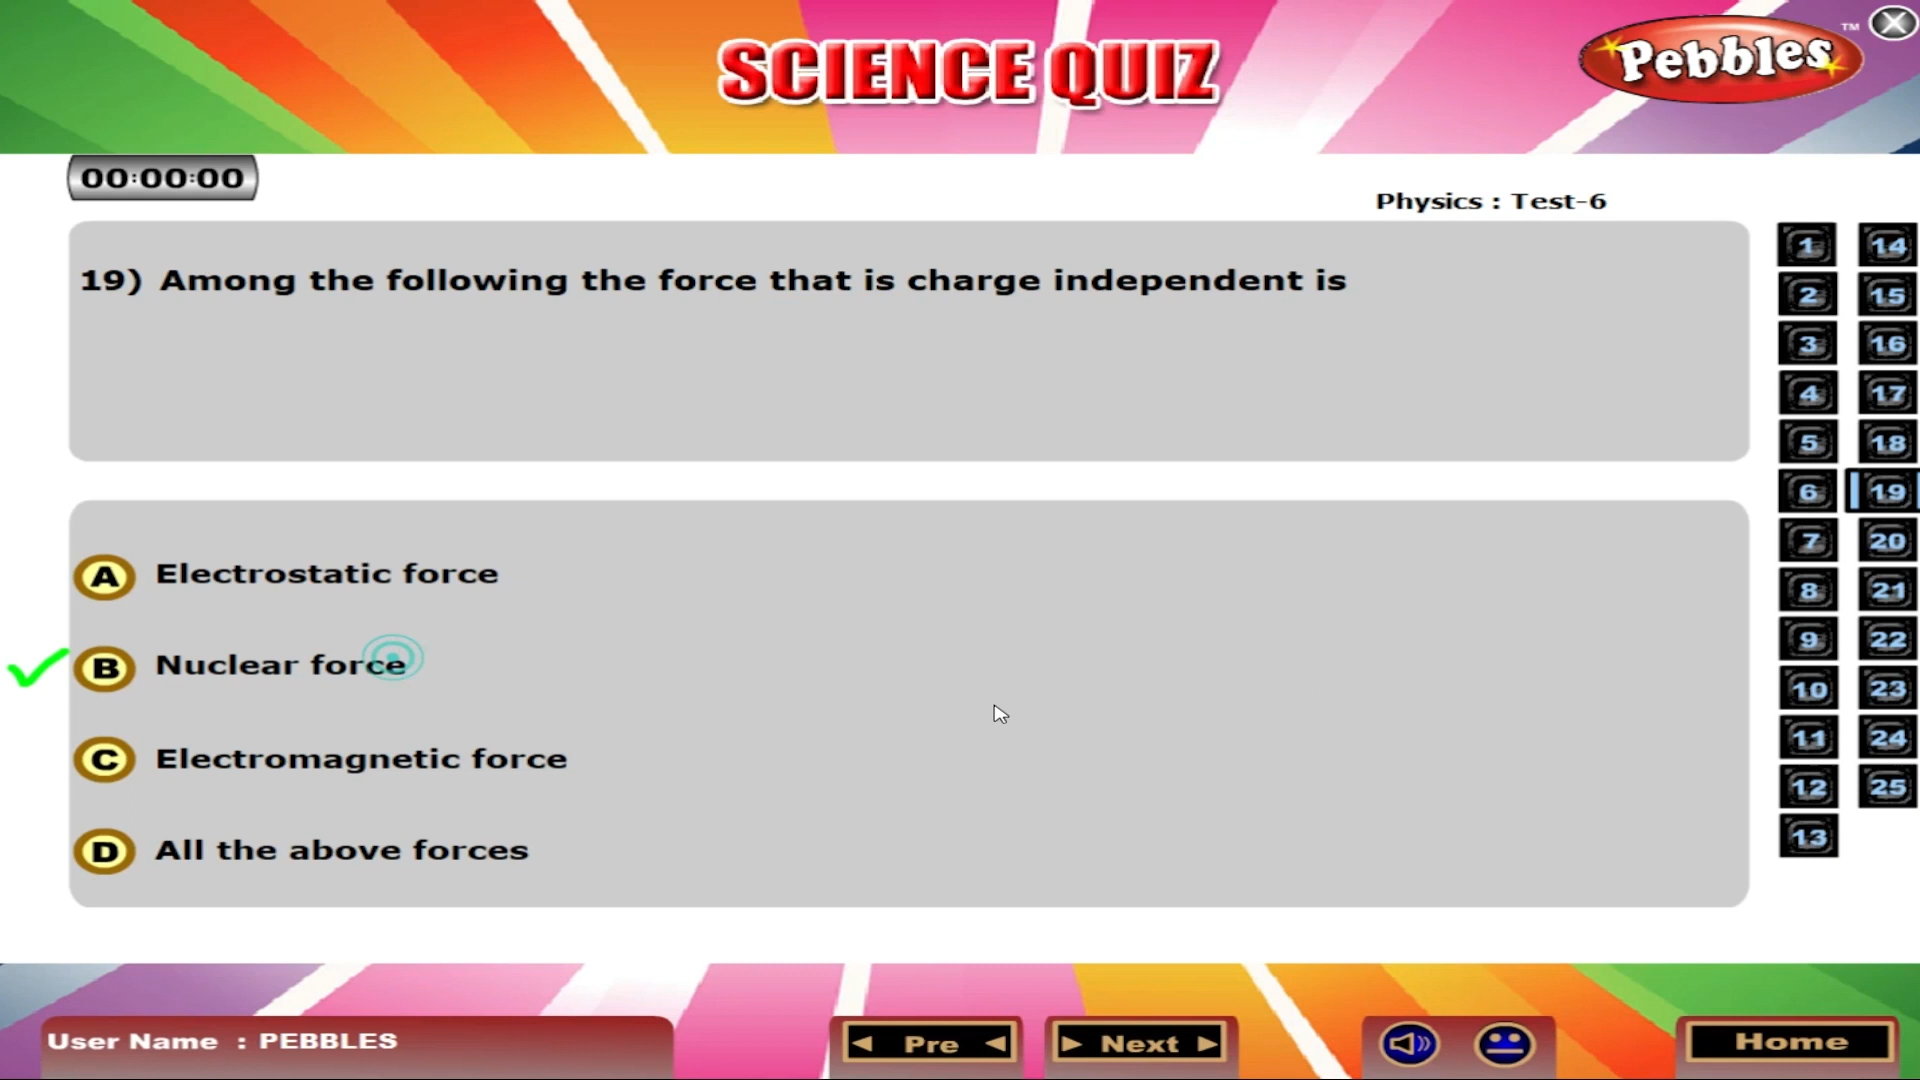 SCIENCE QUIZ
Pebbles™
00:00:00
Physics : Test-6
19) Among the following the force that is charge independent is
A Electrostatic force
B Nuclear force
C Electromagnetic force
D All the above forces
1 14
2 15
3 16
4 17
5 18
6 19
7 20
8 21
9 22
10 23
11 24
12 25
13
User Name : PEBBLES
Pre
Next
Home